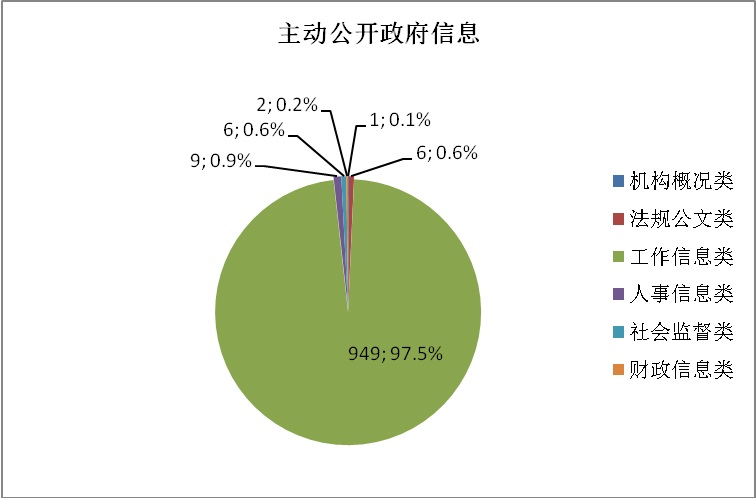 主动公开政府信息
2; 0.2%
1; 0.1%
6; 0.6%
6; 0.6%
9; 0.9%
949; 97.5%
机构概况类
法规公文类
工作信息类
人事信息类
社会监督类
财政信息类